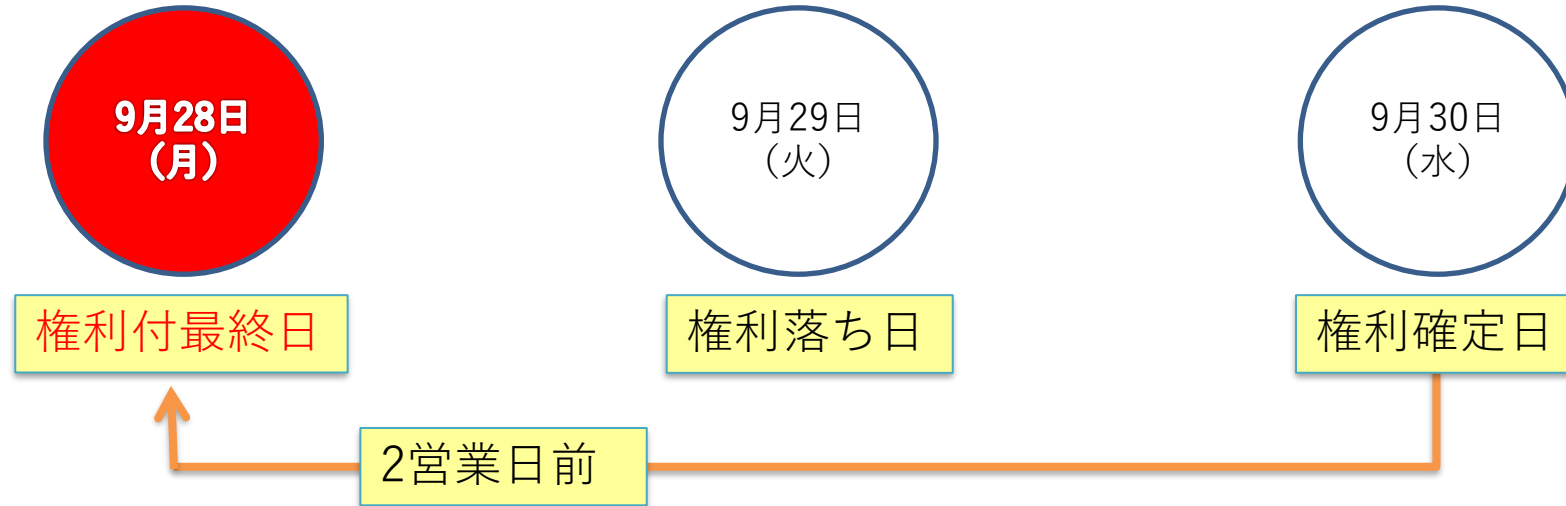 9月28日
(月)
9月29日
(火)
9月30日
(水)
権利付最終日
権利落ち日
権利確定日
2営業日前